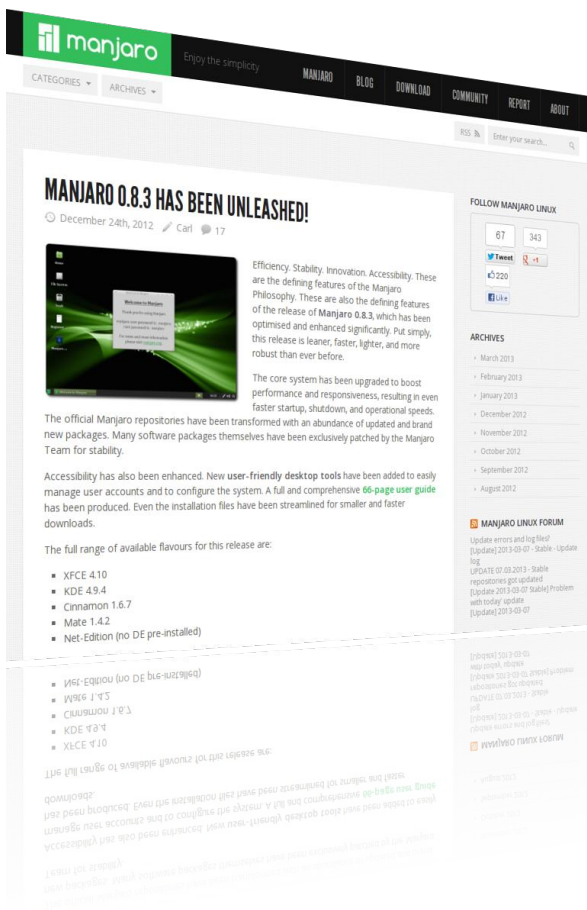 manjaro
Enjoy the simplicity
MANJARO BLOG DOWNLOAD COMMUNITY REPORT ABOUT
CATEGORIES ARCHIVES
RSS Enter your search...
MANJARO 0.8.3 HAS BEEN UNLEASHED!
December 24th, 2012 Carl 17
Welcome to Manjaro
Efficiency. Stability. Innovation. Accessibility. These
are the defining features of the Manjaro
Philosophy. These are also the defining features
of the release of Manjaro 0.8.3, which has been
optimised and enhanced significantly. Put simply,
this release is leaner, faster, lighter, and more
robust than ever before.
The core system has been upgraded to boost
performance and responsiveness, resulting in even
faster startup, shutdown, and operational speeds.
The official Manjaro repositories have been transformed with an abundance of updated and brand
new packages. Many software packages themselves have been exclusively patched by the Manjaro
Team for stability.
Accessibility has also been enhanced. New user-friendly desktop tools have been added to easily
manage user accounts and to configure the system. A full and comprehensive 66-page user guide
has been produced. Even the installation files have been streamlined for smaller and faster
downloads.
The full range of available flavours for this release are:
XFCE 4.10
KDE 4.9.4
Cinnamon 1.6.7
Mate 1.4.2
Net-Edition (no DE pre-installed)
FOLLOW MANJARO LINUX
67 343
Tweet +1
220
Like
ARCHIVES
March 2013
February 2013
January 2013
December 2012
November 2012
October 2012
September 2012
August 2012
MANJARO LINUX FORUM
Update errors and log files?
[Update] 2013-03-07 - Stable - Update
log
UPDATE 07.03.2013 - Stable
repositories got updated
[Update 2013-03-07 Stable] Problem
with today' update
[Update] 2013-03-07